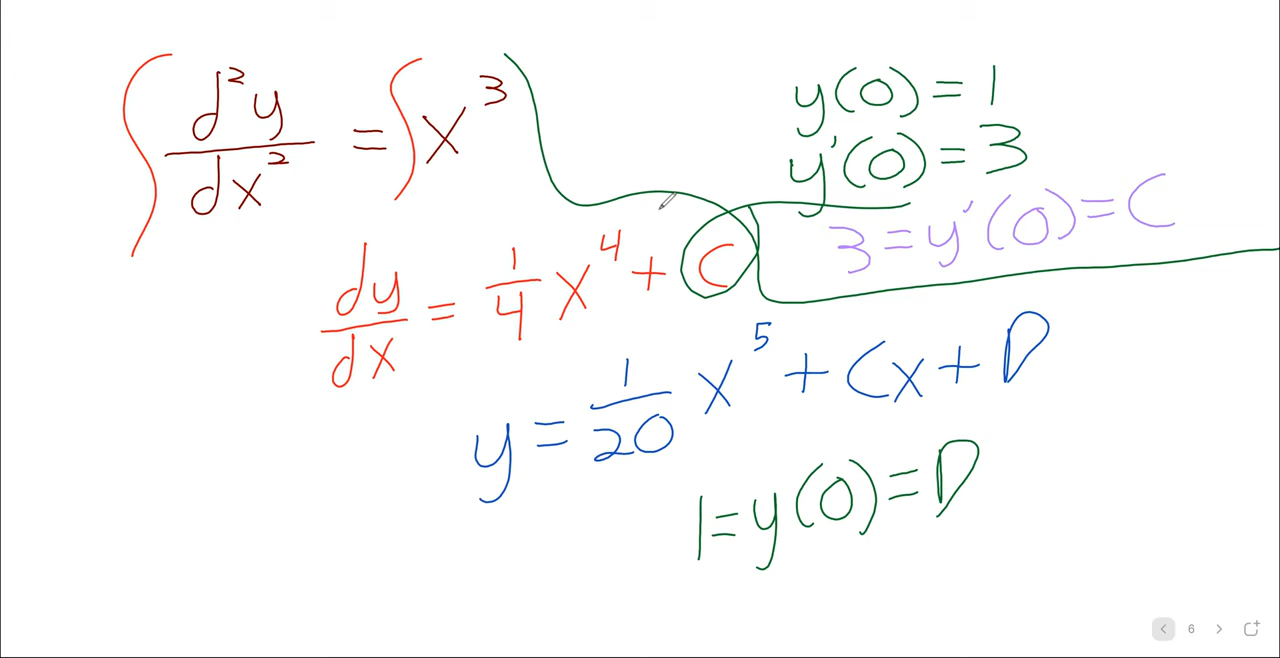 ∫ d²y/dx² = ∫ x³
y(0) = 1
y'(0) = 3
3 = y'(0) = C
dy/dx = 1/4 x⁴ + C
y = 1/20 x⁵ + Cx + D
1 = y(0) = D
6